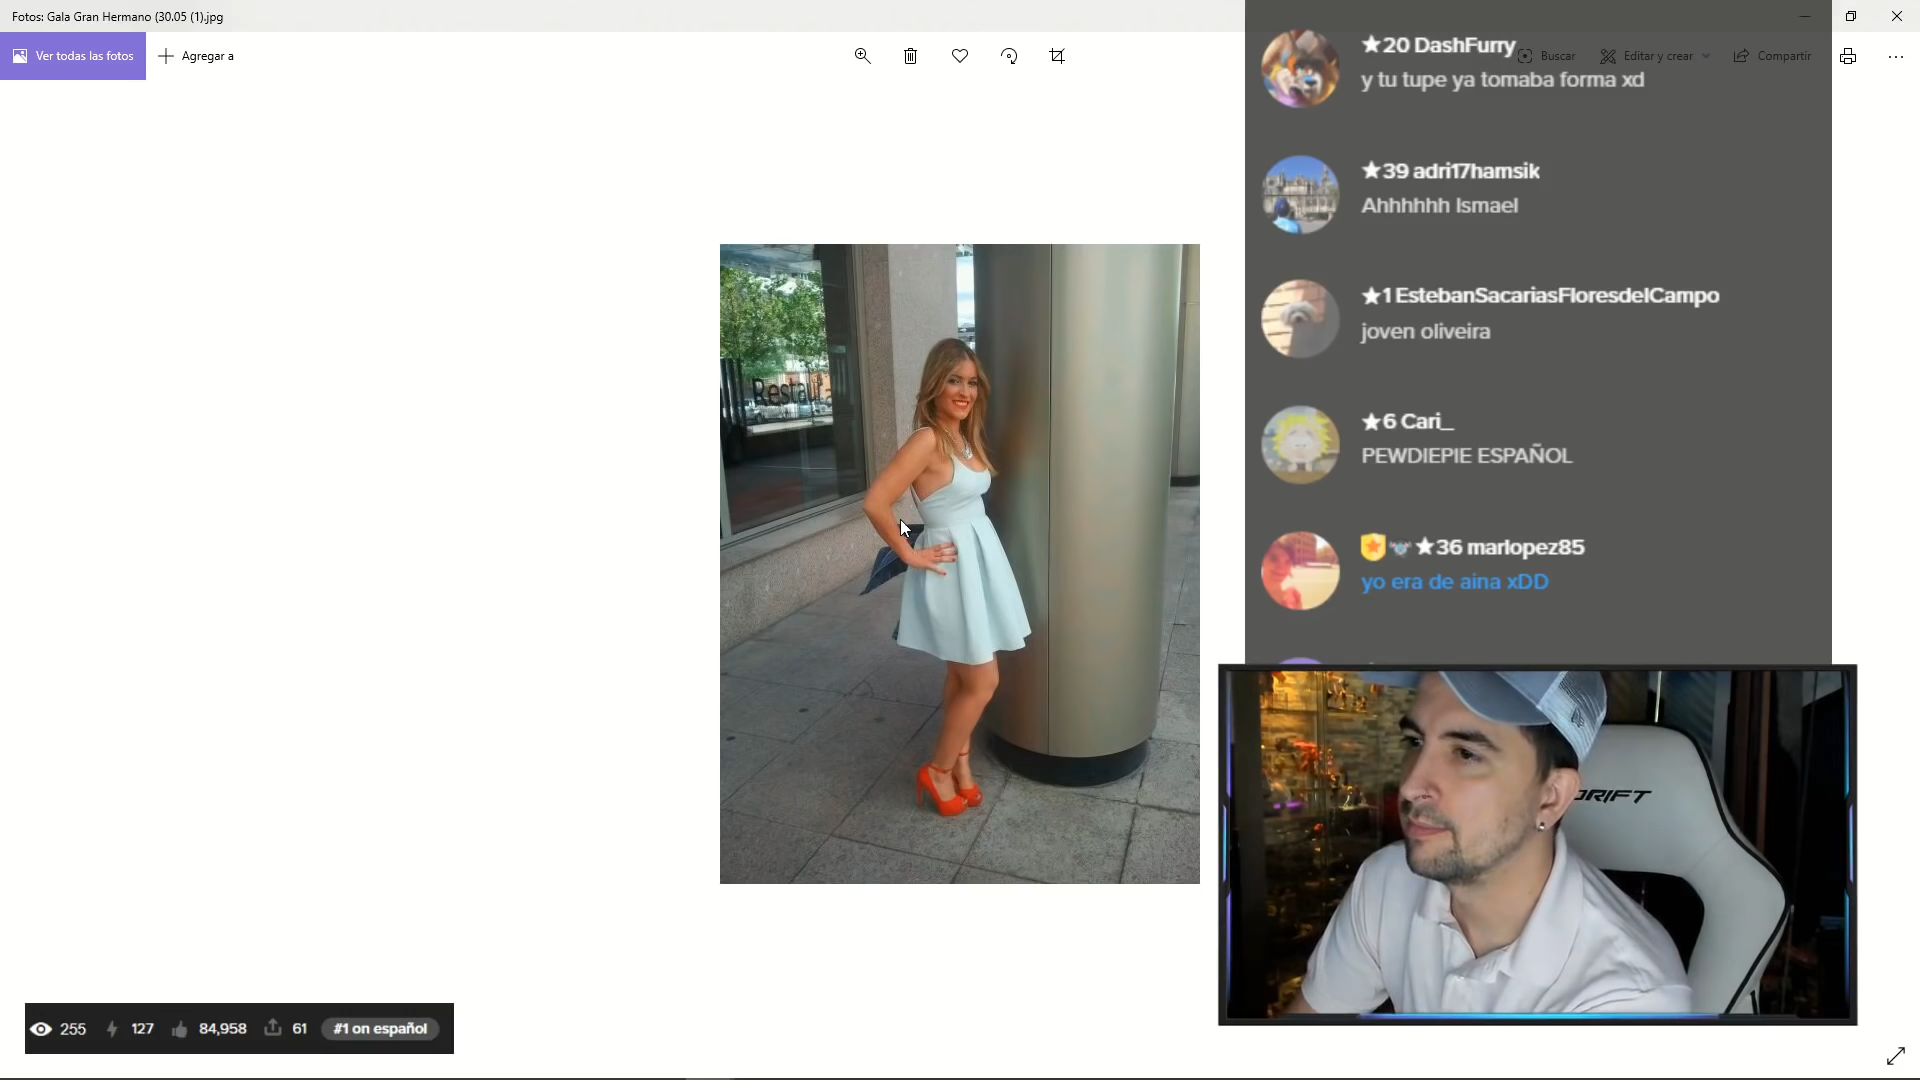 Fotos: Gala Gran Hermano (30.05 (1).jpg
Ver todas las fotos
Agregar a
Buscar
Editar y crear
Compartir
★20 DashFurry
y tu tupe ya tomaba forma xd
★39 adri17hamsik
Ahhhhhh Ismael
★1 EstebanSacariasFloresdelCampo
joven oliveira
★6 Cari_
PEWDIEPIE ESPAÑOL
★36 marlopez85
yo era de aina xDD
Restau
DRIFT
255 127 84,958 61 #1 on español